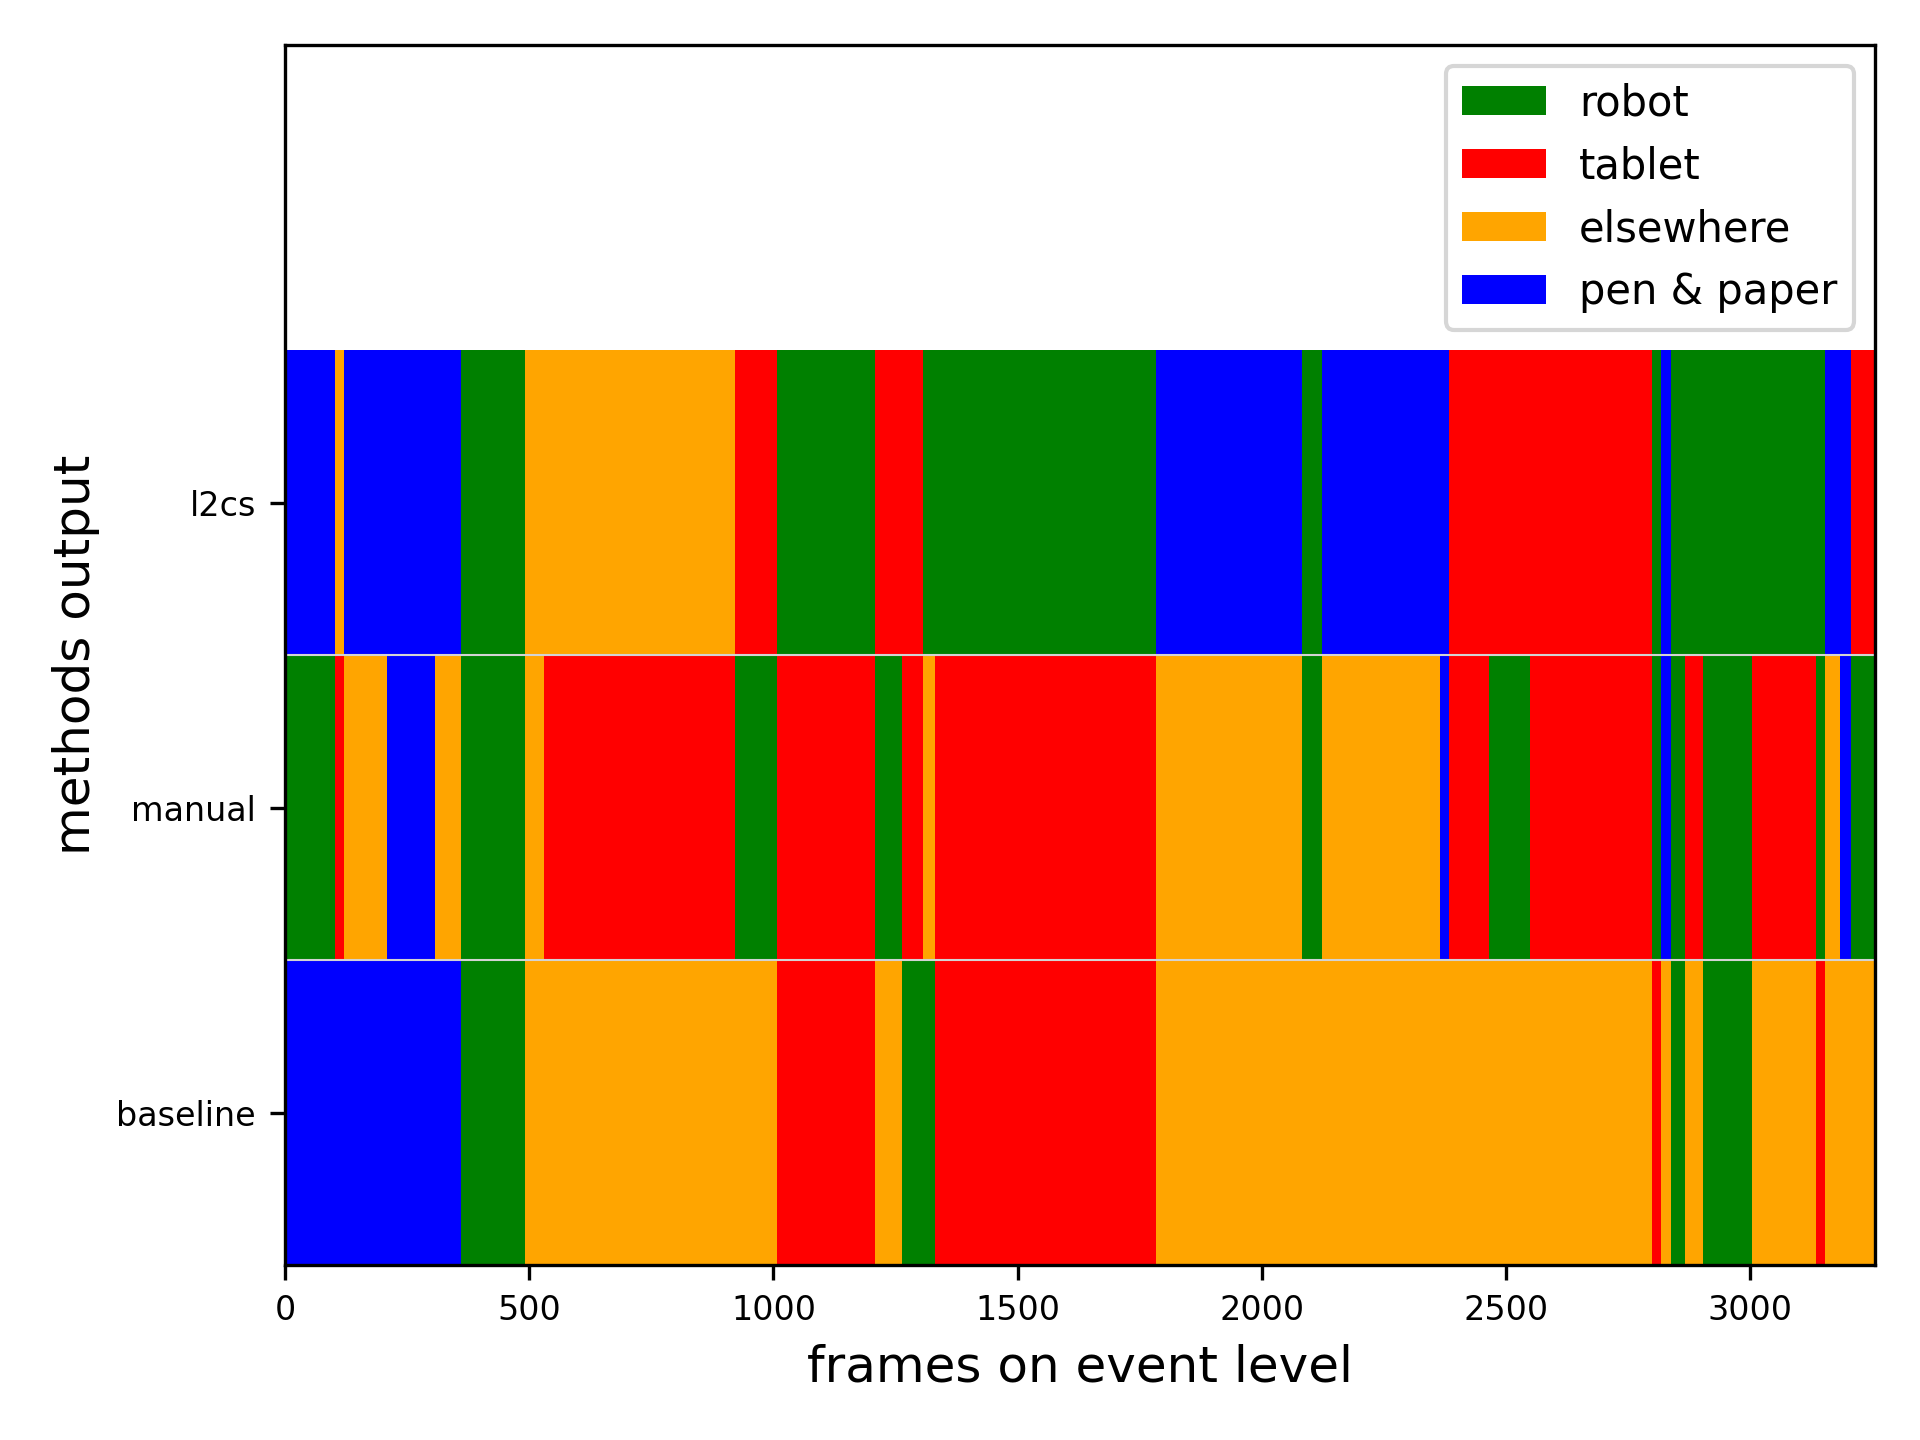 robot
tablet
elsewhere
pen & paper
methods output
l2cs
manual
baseline
0 500 1000 1500 2000 2500 3000
frames on event level